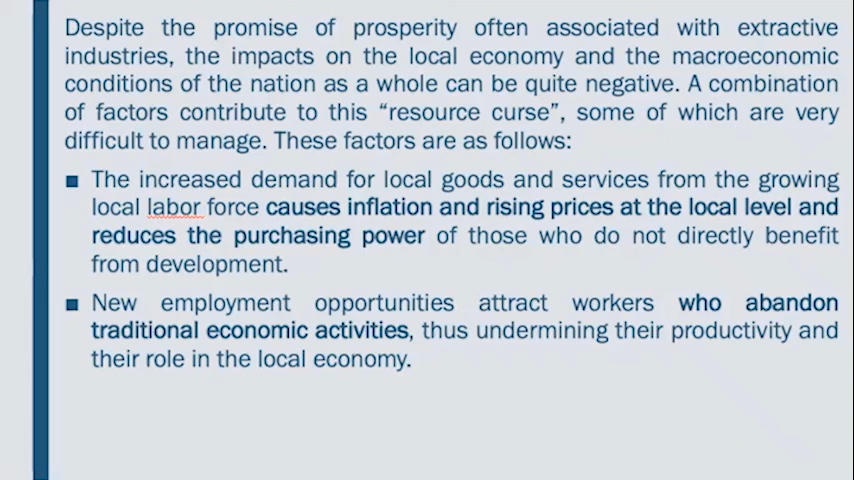 Despite the promise of prosperity often associated with extractive
industries, the impacts on the local economy and the macroeconomic
conditions of the nation as a whole can be quite negative. A combination
of factors contribute to this “resource curse”, some of which are very
difficult to manage. These factors are as follows:
■ The increased demand for local goods and services from the growing
local labor force causes inflation and rising prices at the local level and
reduces the purchasing power of those who do not directly benefit
from development.
■ New employment opportunities attract workers who abandon
traditional economic activities, thus undermining their productivity and
their role in the local economy.